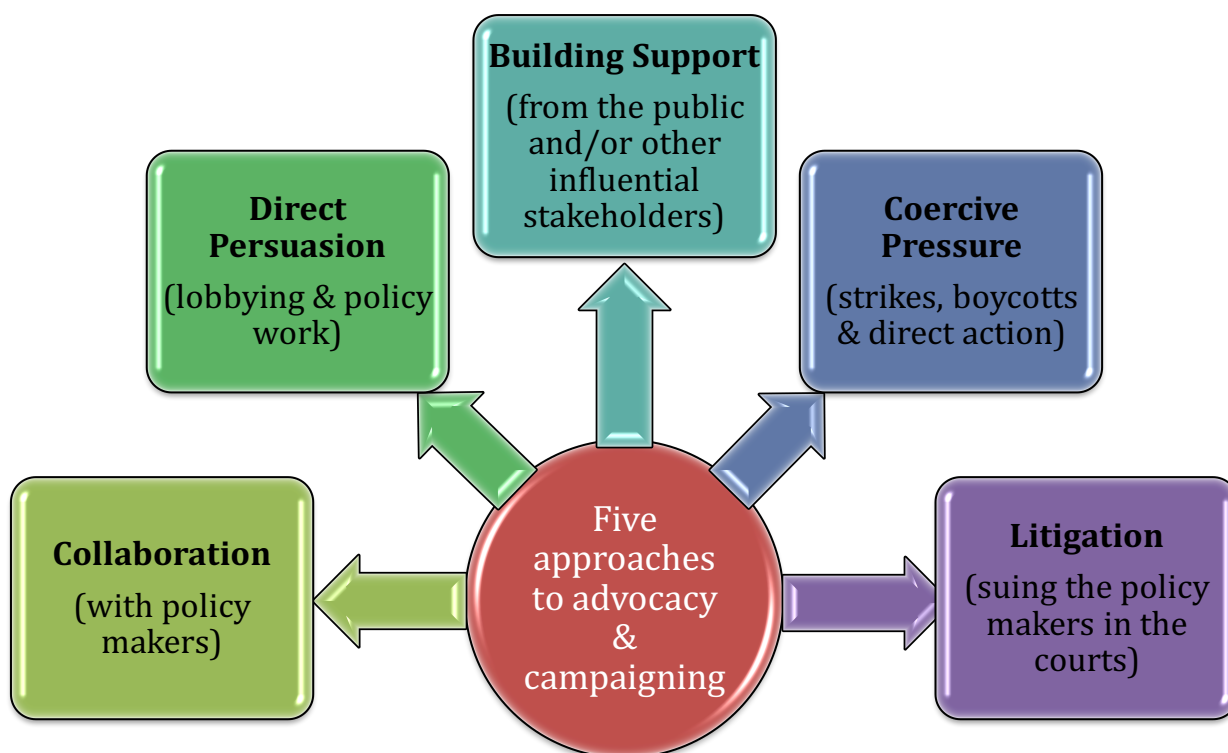 Building Support
(from the public
and/or other
influential
stakeholders)
Direct
Persuasion
(lobbying & policy
work)
Coercive
Pressure
(strikes, boycotts
& direct action)
Collaboration
(with policy
makers)
Five
approaches
to advocacy
&
campaigning
Litigation
(suing the policy
makers in the
courts)